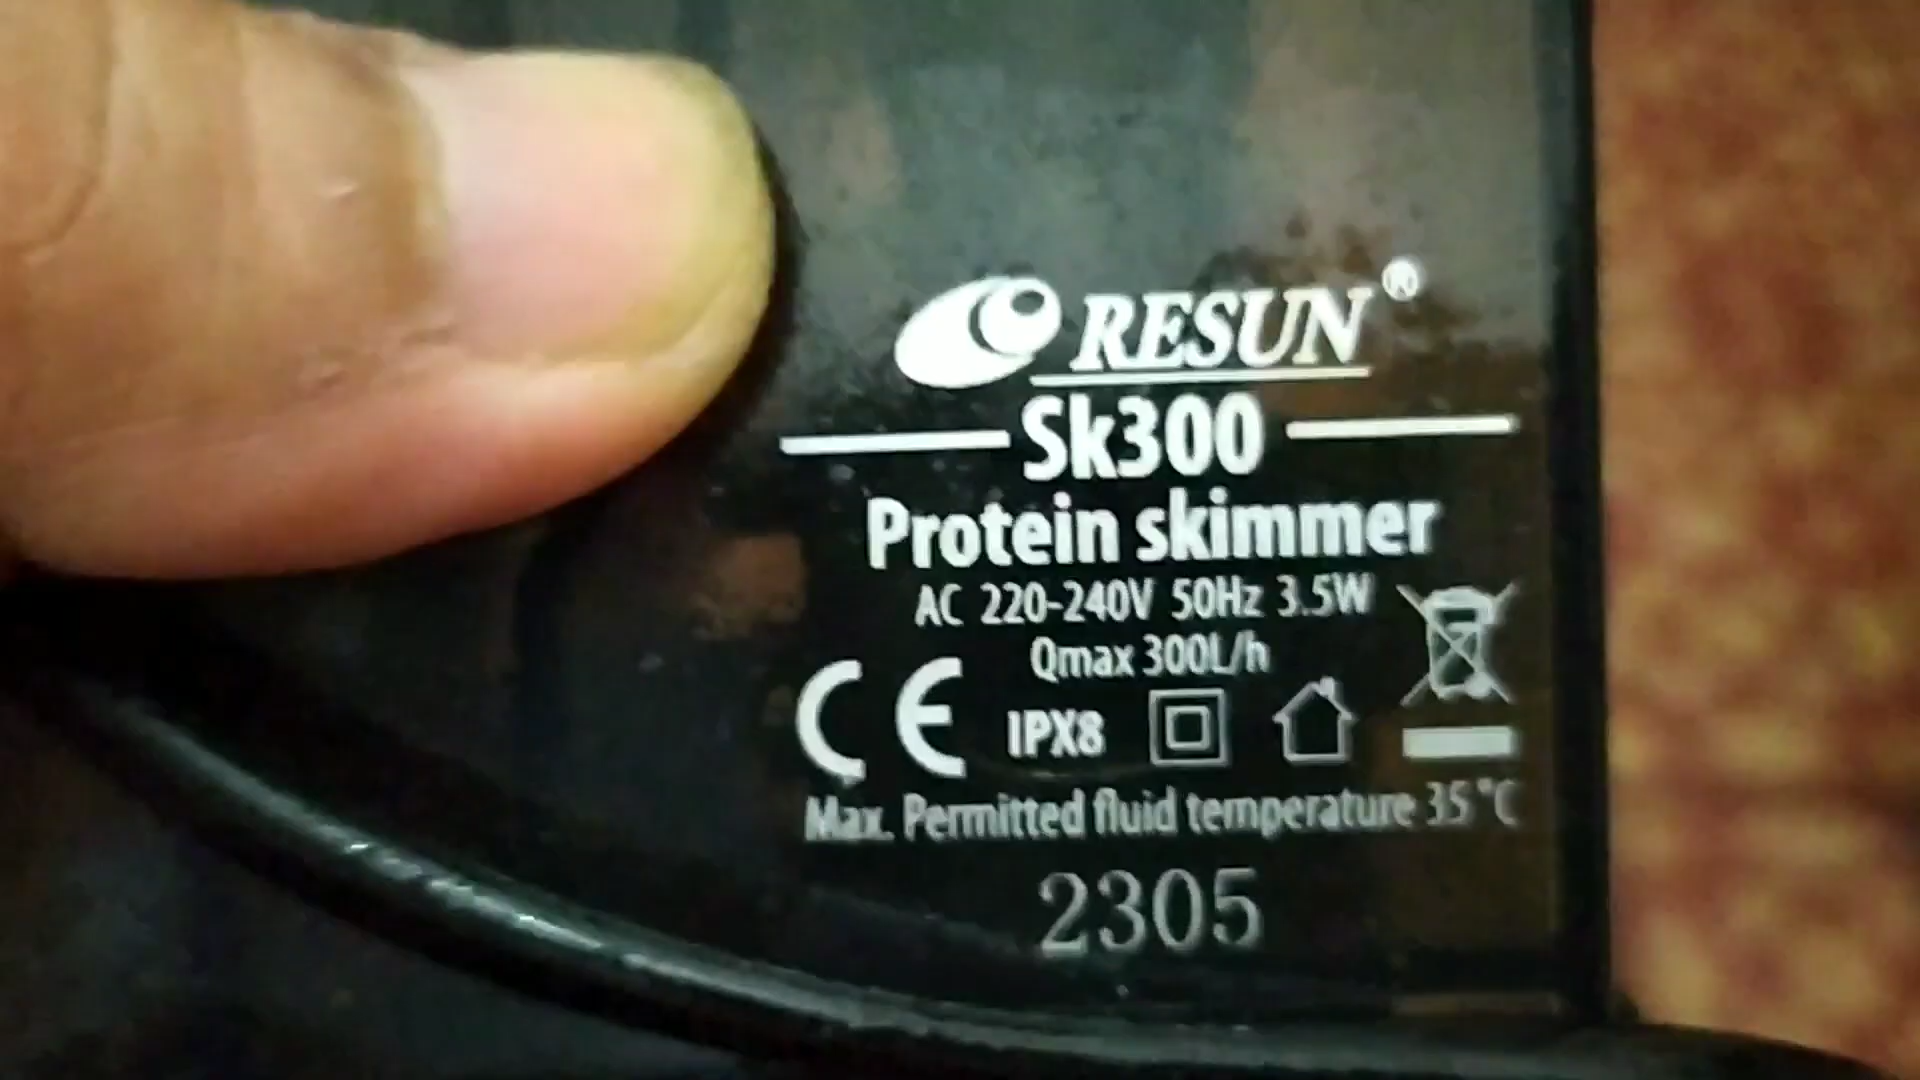 RESUN®
Sk300
Protein skimmer
AC 220-240V 50Hz 3.5W
Qmax 300L/h
CE IPX8
Max. Permitted fluid temperature 35°C
2305